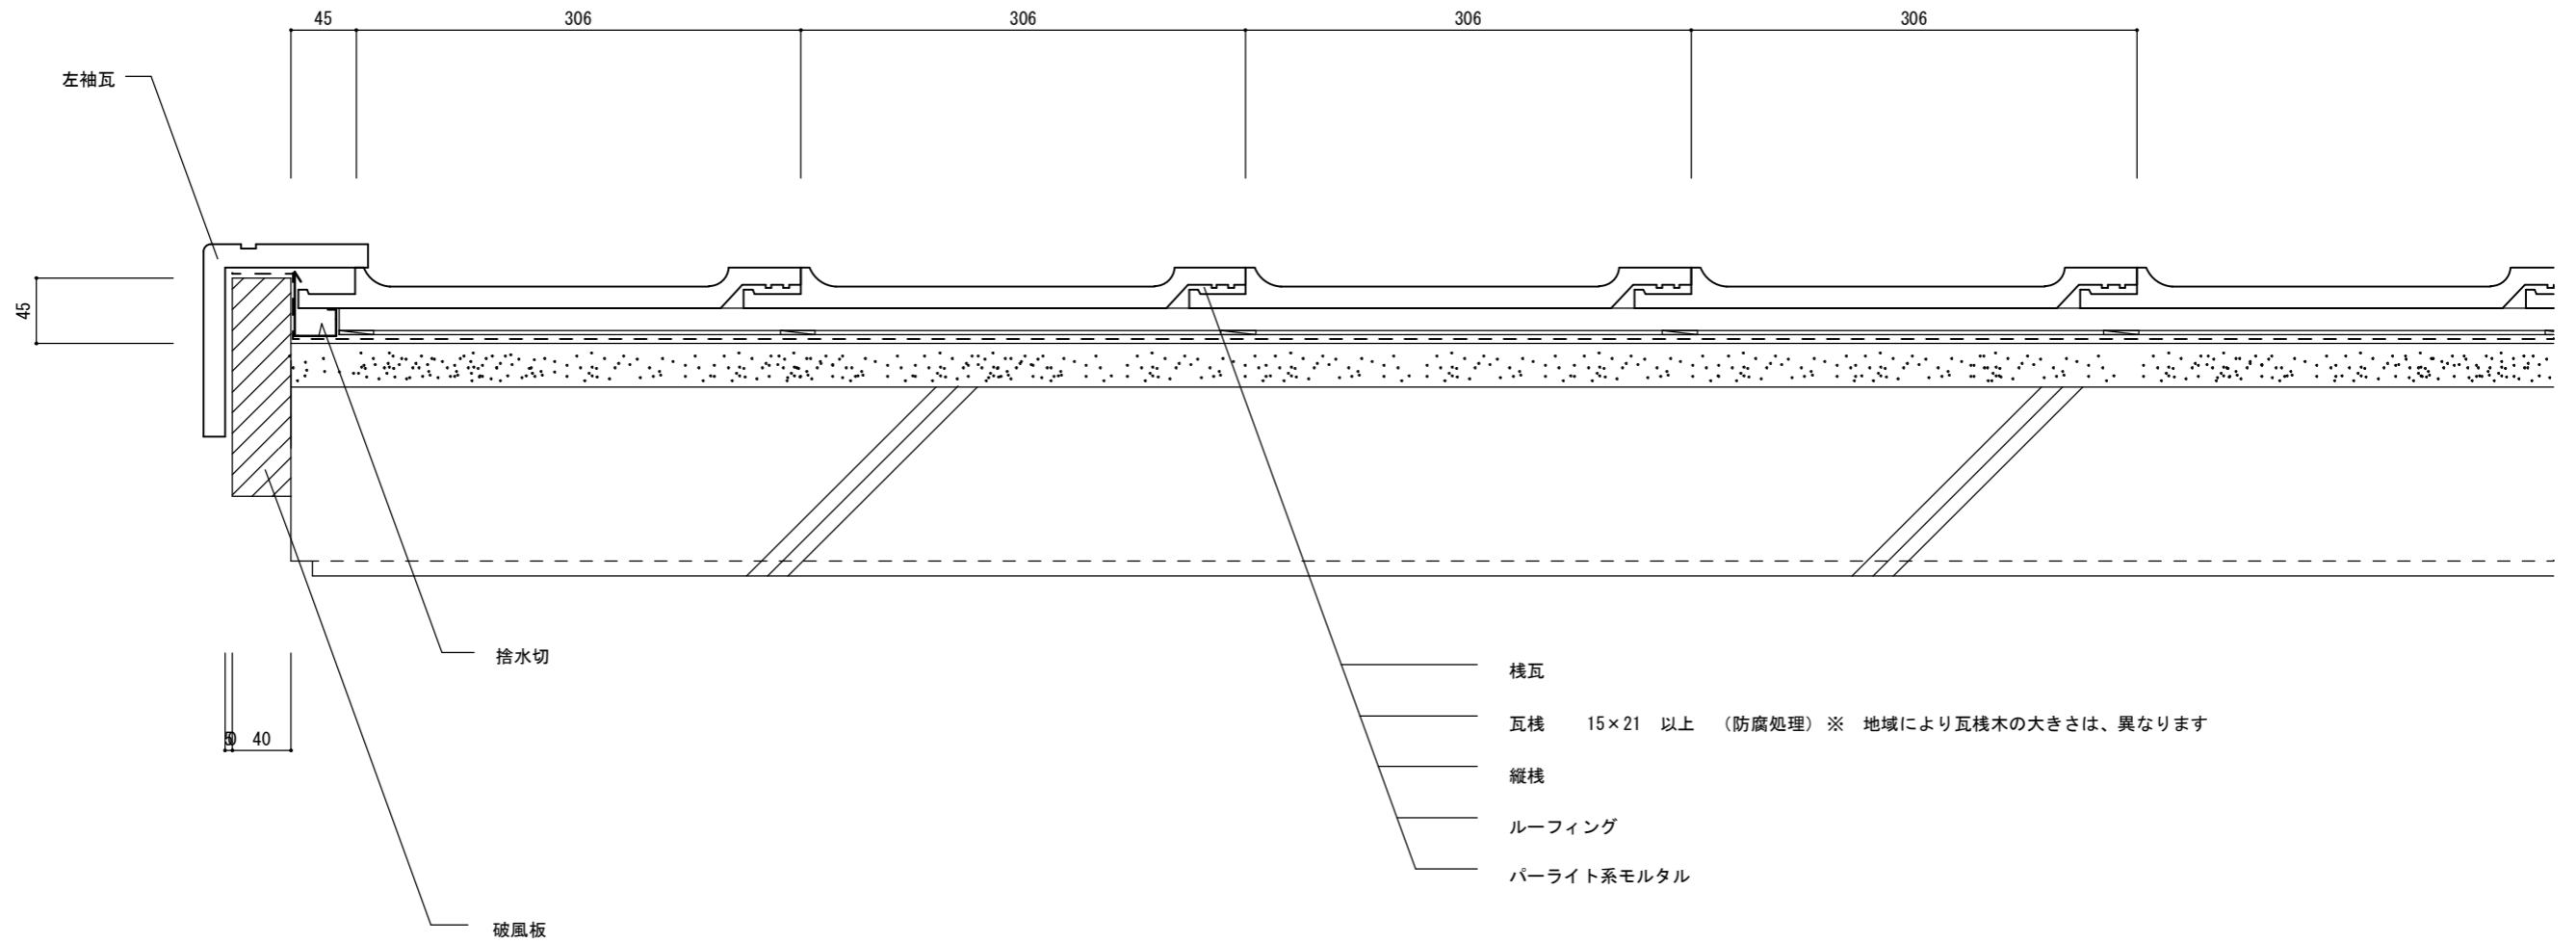 45 306 306 306 306
左袖瓦
45
捨水切
桟瓦
瓦桟 15×21 以上 （防腐処理）※ 地域により瓦桟木の大きさは、異なります
40
縦桟
ルーフィング
パーライト系モルタル
破風板